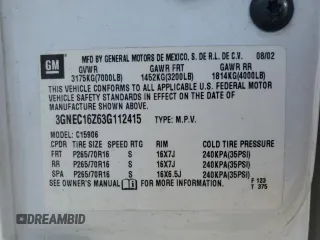 GM
MFD BY GENERAL MOTORS DE MEXICO, S. DE R.L. DE C.V. 08/02
GVWR GAWR FRT GAWR RR
3175KG(7000LB) 1452KG(3200LB) 1814KG(4000LB)
THIS VEHICLE CONFORMS TO ALL APPLICABLE U.S. FEDERAL MOTOR
VEHICLE SAFETY AND THEFT PREVENTION STANDARDS IN EFFECT ON
THE DATE OF MANUFACTURE SHOWN ABOVE.
3GNEC16Z63G112415 TYPE: M.P.V.
MODEL: C15906
CPDR TIRE SIZE SPEED RTG RIM COLD TIRE PRESSURE
FRT P265/70R16 S 16X7J 240KPA(35PSI)
RR P265/70R16 S 16X7J 240KPA(35PSI)
SPA P265/70R16 S 16X6.5J 240KPA(35PSI)
SEE OWNER'S MANUAL FOR ADDITIONAL INFORMATION
F 123
T 375
DREAMBID